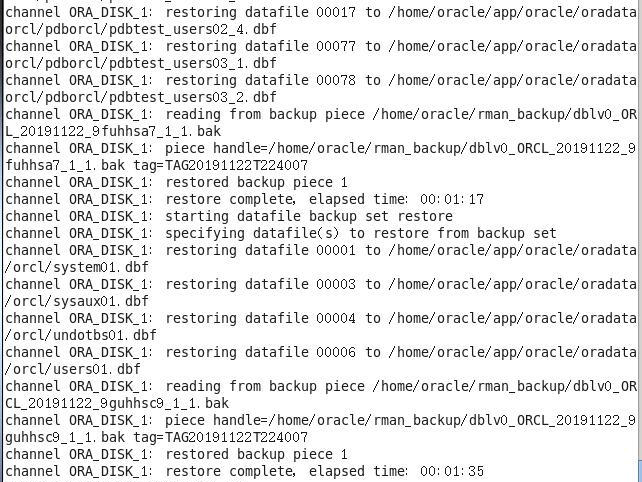 channel ORA_DISK_1: restoring datafile 00017 to /home/oracle/app/oracle/oradata
orcl/pdborcl/pdbtest_users02_4.dbf
channel ORA_DISK_1: restoring datafile 00077 to /home/oracle/app/oracle/oradata
orcl/pdborcl/pdbtest_users03_1.dbf
channel ORA_DISK_1: restoring datafile 00078 to /home/oracle/app/oracle/oradata
orcl/pdborcl/pdbtest_users03_2.dbf
channel ORA_DISK_1: reading from backup piece /home/oracle/rman_backup/dblv0_OR
L_20191122_9fuhhsa7_1_1.bak
channel ORA_DISK_1: piece handle=/home/oracle/rman_backup/dblv0_ORCL_20191122_9
fuhhsa7_1_1.bak tag=TAG20191122T224007
channel ORA_DISK_1: restored backup piece 1
channel ORA_DISK_1: restore complete, elapsed time: 00:01:17
channel ORA_DISK_1: starting datafile backup set restore
channel ORA_DISK_1: specifying datafile(s) to restore from backup set
channel ORA_DISK_1: restoring datafile 00001 to /home/oracle/app/oracle/oradata
/orcl/system01.dbf
channel ORA_DISK_1: restoring datafile 00003 to /home/oracle/app/oracle/oradata
/orcl/sysaux01.dbf
channel ORA_DISK_1: restoring datafile 00004 to /home/oracle/app/oracle/oradata
/orcl/undotbs01.dbf
channel ORA_DISK_1: restoring datafile 00006 to /home/oracle/app/oracle/oradata
/orcl/users01.dbf
channel ORA_DISK_1: reading from backup piece /home/oracle/rman_backup/dblv0_OR
CL_20191122_9guhhsc9_1_1.bak
channel ORA_DISK_1: piece handle=/home/oracle/rman_backup/dblv0_ORCL_20191122_9
guhhsc9_1_1.bak tag=TAG20191122T224007
channel ORA_DISK_1: restored backup piece 1
channel ORA_DISK_1: restore complete, elapsed time: 00:01:35